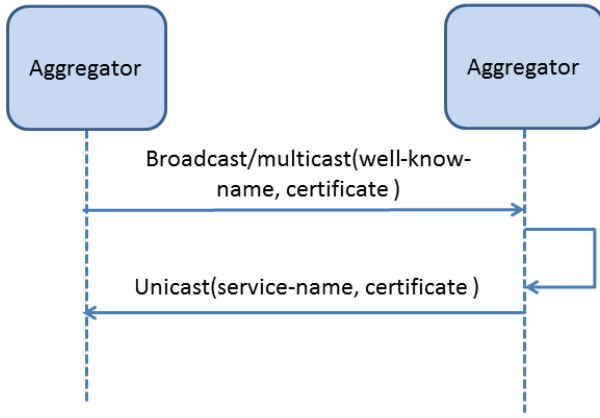 Aggregator
Aggregator
Broadcast/multicast(well-know-
name, certificate )
Unicast(service-name, certificate )